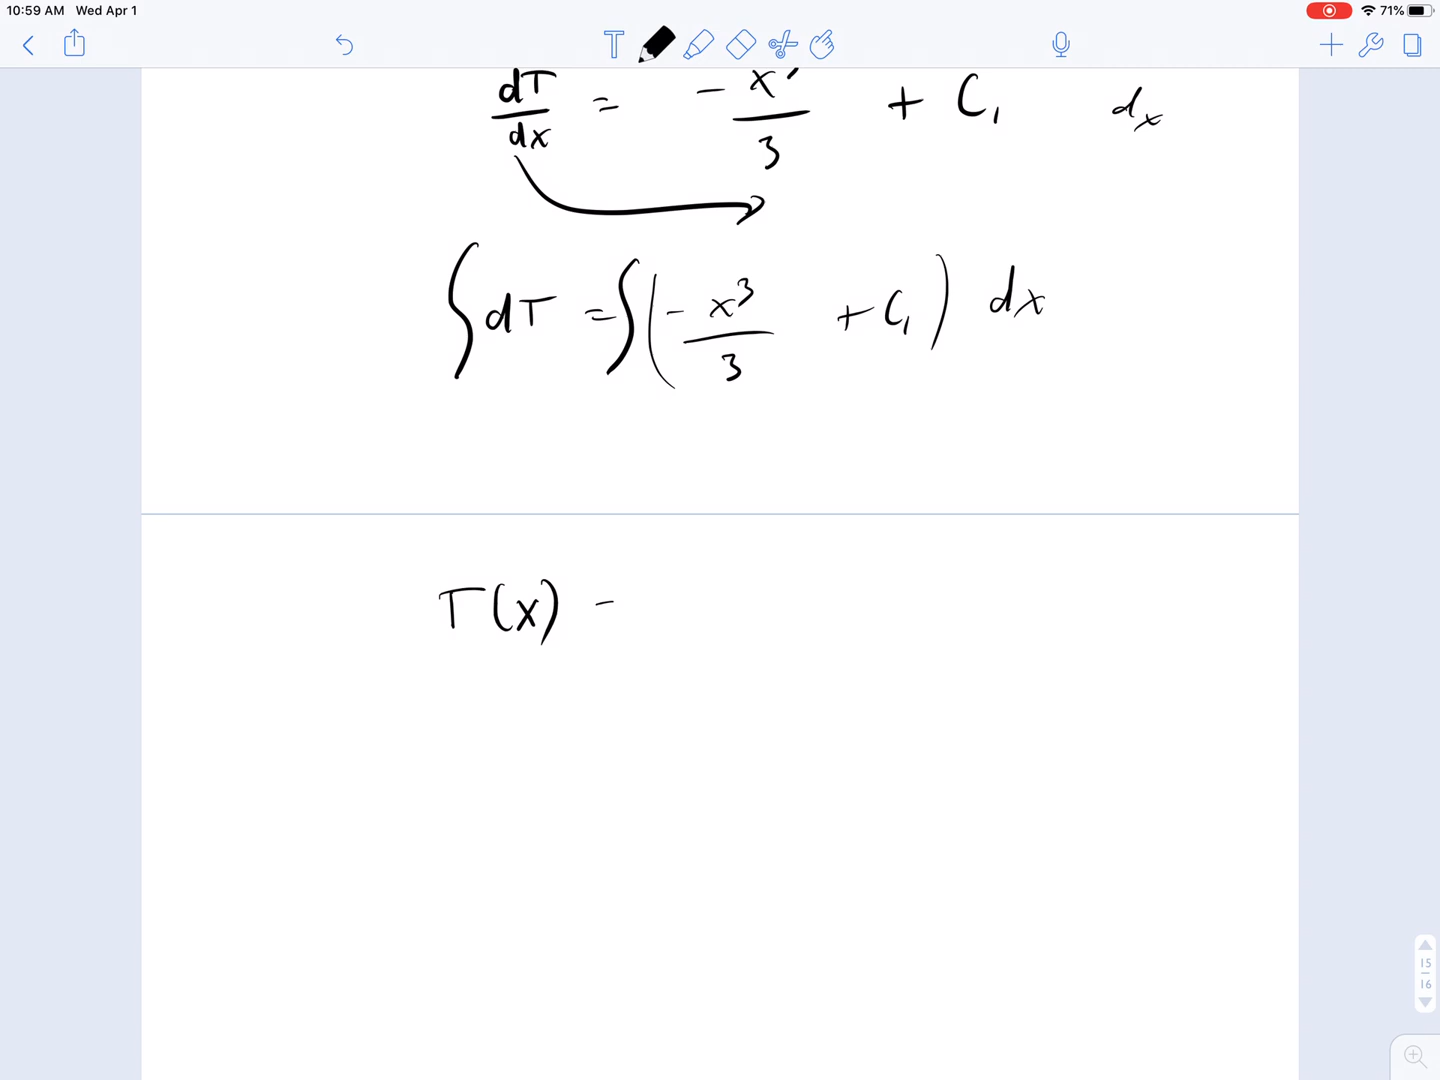 10:59 AM Wed Apr 1 71%
T
dT/dx = - x³/3 + C₁ dx
∫ dT = ∫ ( - x³/3 + C₁ ) dx
T(x) -
15
16